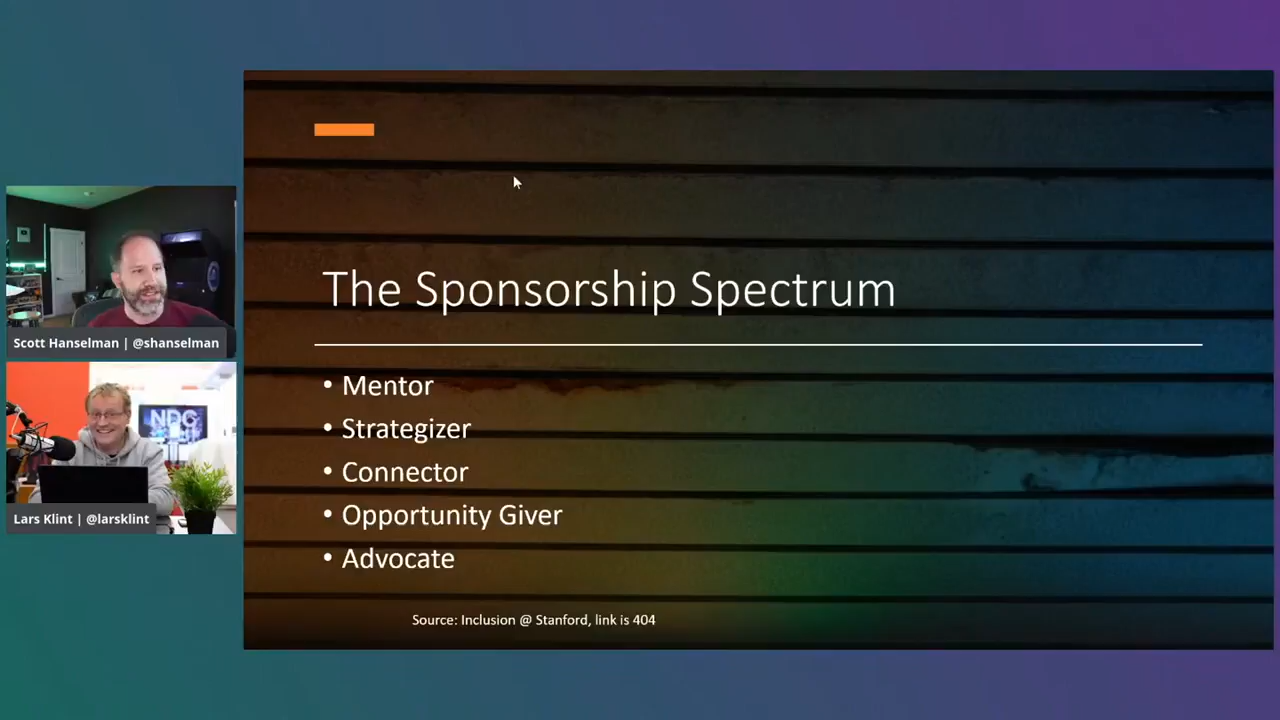 The Sponsorship Spectrum
• Mentor
• Strategizer
• Connector
• Opportunity Giver
• Advocate
Source: Inclusion @ Stanford, link is 404
Scott Hanselman | @shanselman
NDC
Lars Klint | @larsklint